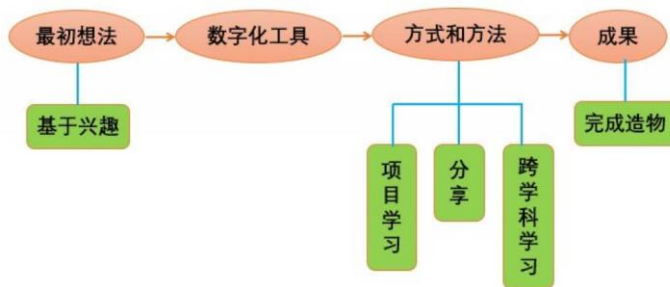 最初想法
数字化工具
方式和方法
成果
基于兴趣
完成造物
项目学习
分享
跨学科学习